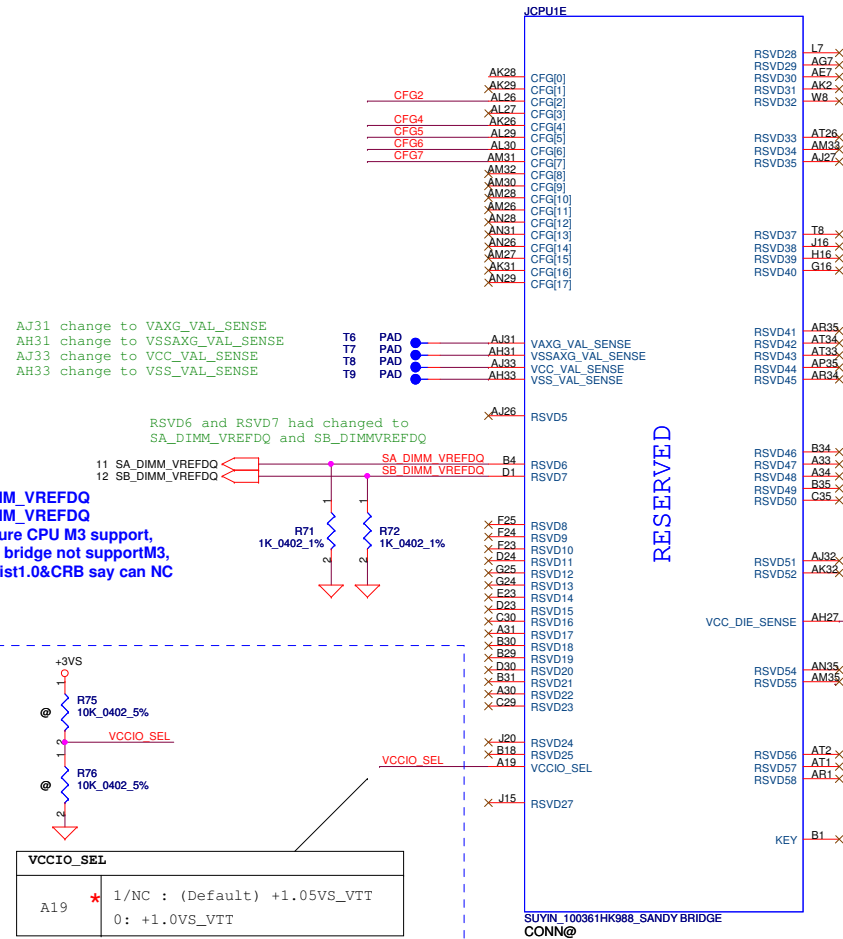 JCPU1E
AK28 CFG[0]
AK29 CFG[1]
CFG2 AL26 CFG[2]
AL27 CFG[3]
CFG4 AK26 CFG[4]
CFG5 AL29 CFG[5]
CFG6 AL30 CFG[6]
CFG7 AM31 CFG[7]
AM32 CFG[8]
AM30 CFG[9]
AM28 CFG[10]
AM26 CFG[11]
AN28 CFG[12]
AN31 CFG[13]
AN26 CFG[14]
AM27 CFG[15]
AK31 CFG[16]
AN29 CFG[17]
RSVD28 L7
RSVD29 AG7
RSVD30 AE7
RSVD31 AK2
RSVD32 W8
RSVD33 AT26
RSVD34 AM33
RSVD35 AJ27
RSVD37 T8
RSVD38 J16
RSVD39 H16
RSVD40 G16
AJ31 change to VAXG_VAL_SENSE
AH31 change to VSSAXG_VAL_SENSE
AJ33 change to VCC_VAL_SENSE
AH33 change to VSS_VAL_SENSE
T6 PAD AJ31 VAXG_VAL_SENSE
T7 PAD AH31 VSSAXG_VAL_SENSE
T8 PAD AJ33 VCC_VAL_SENSE
T9 PAD AH33 VSS_VAL_SENSE
RSVD41 AR35
RSVD42 AT34
RSVD43 AT33
RSVD44 AP35
RSVD45 AR34
AJ26 RSVD5
RSVD6 and RSVD7 had changed to
SA_DIMM_VREFDQ and SB_DIMMVREFDQ
11 SA_DIMM_VREFDQ SA_DIMM_VREFDQ B4 RSVD6
12 SB_DIMM_VREFDQ SB_DIMM_VREFDQ D1 RSVD7
RESERVED
RSVD46 B34
RSVD47 A33
RSVD48 A34
RSVD49 B35
RSVD50 C35
MM_VREFDQ
MM_VREFDQ
ure CPU M3 support,
bridge not supportM3,
ist1.0&CRB say can NC
1 1
R71 R72
1K_0402_1% 1K_0402_1%
2 2
F25 RSVD8
F24 RSVD9
F23 RSVD10
D24 RSVD11
G25 RSVD12
G24 RSVD13
E23 RSVD14
D23 RSVD15
C30 RSVD16
A31 RSVD17
B30 RSVD18
B29 RSVD19
D30 RSVD20
B31 RSVD21
A30 RSVD22
C29 RSVD23
RSVD51 AJ32
RSVD52 AK32
VCC_DIE_SENSE AH27
RSVD54 AN35
RSVD55 AM35
J20 RSVD24
B18 RSVD25
VCCIO_SEL A19 VCCIO_SEL
J15 RSVD27
RSVD56 AT2
RSVD57 AT1
RSVD58 AR1
KEY B1
+3VS
1
R75
@ 10K_0402_5%
2 VCCIO_SEL
1
R76
@ 10K_0402_5%
2
VCCIO_SEL
A19 * 1/NC : (Default) +1.05VS_VTT
0: +1.0VS_VTT
SUYIN_100361HK988_SANDY BRIDGE
CONN@